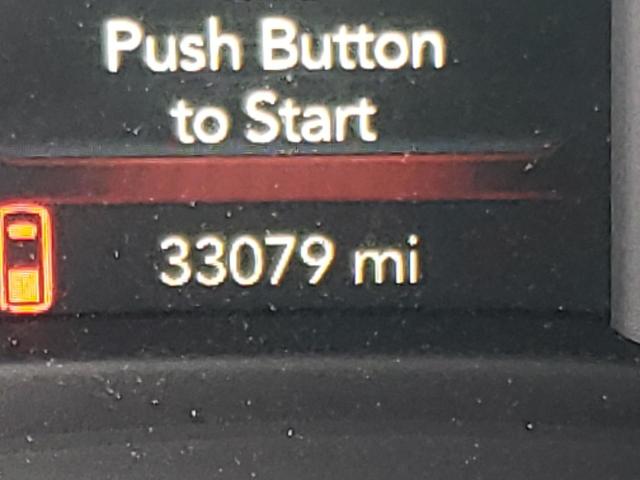 Push Button
to Start
33079 mi